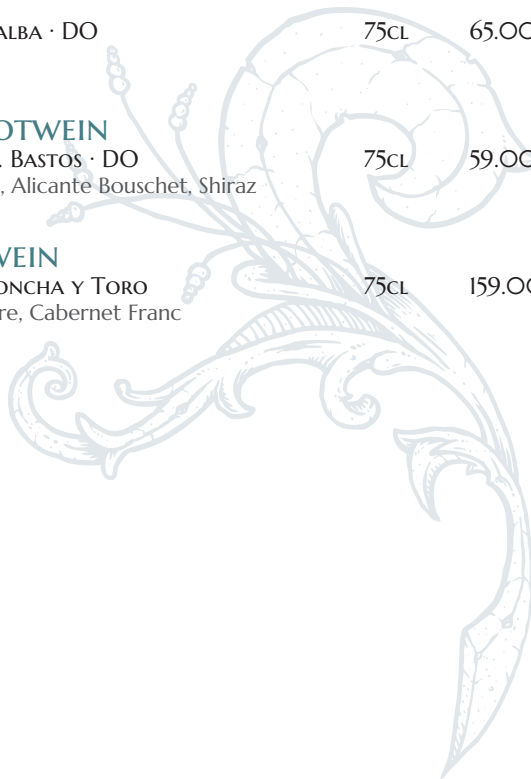 ALBA · DO 75CL 65.00
OTWEIN
. BASTOS · DO 75CL 59.00
, Alicante Bouschet, Shiraz
WEIN
ONCHA Y TORO 75CL 159.00
re, Cabernet Franc